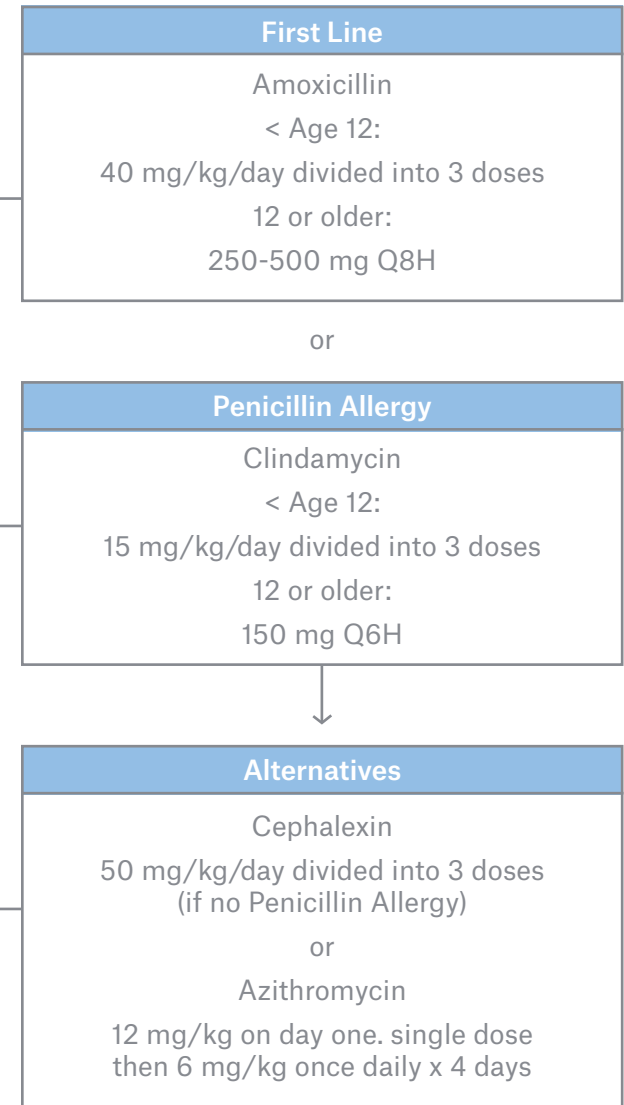 First Line
Amoxicillin
< Age 12:
40 mg/kg/day divided into 3 doses
12 or older:
250-500 mg Q8H
or
Penicillin Allergy
Clindamycin
< Age 12:
15 mg/kg/day divided into 3 doses
12 or older:
150 mg Q6H
Alternatives
Cephalexin
50 mg/kg/day divided into 3 doses
(if no Penicillin Allergy)
or
Azithromycin
12 mg/kg on day one. single dose
then 6 mg/kg once daily x 4 days